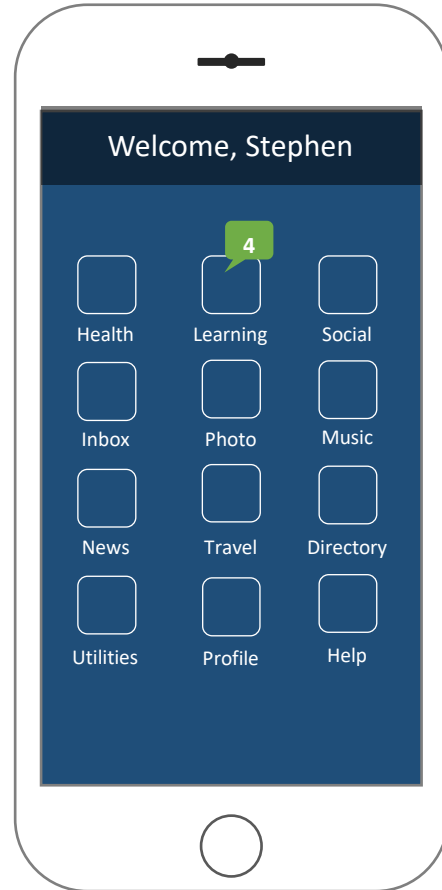 Welcome, Stephen
4
Health Learning Social
Inbox Photo Music
News Travel Directory
Utilities Profile Help